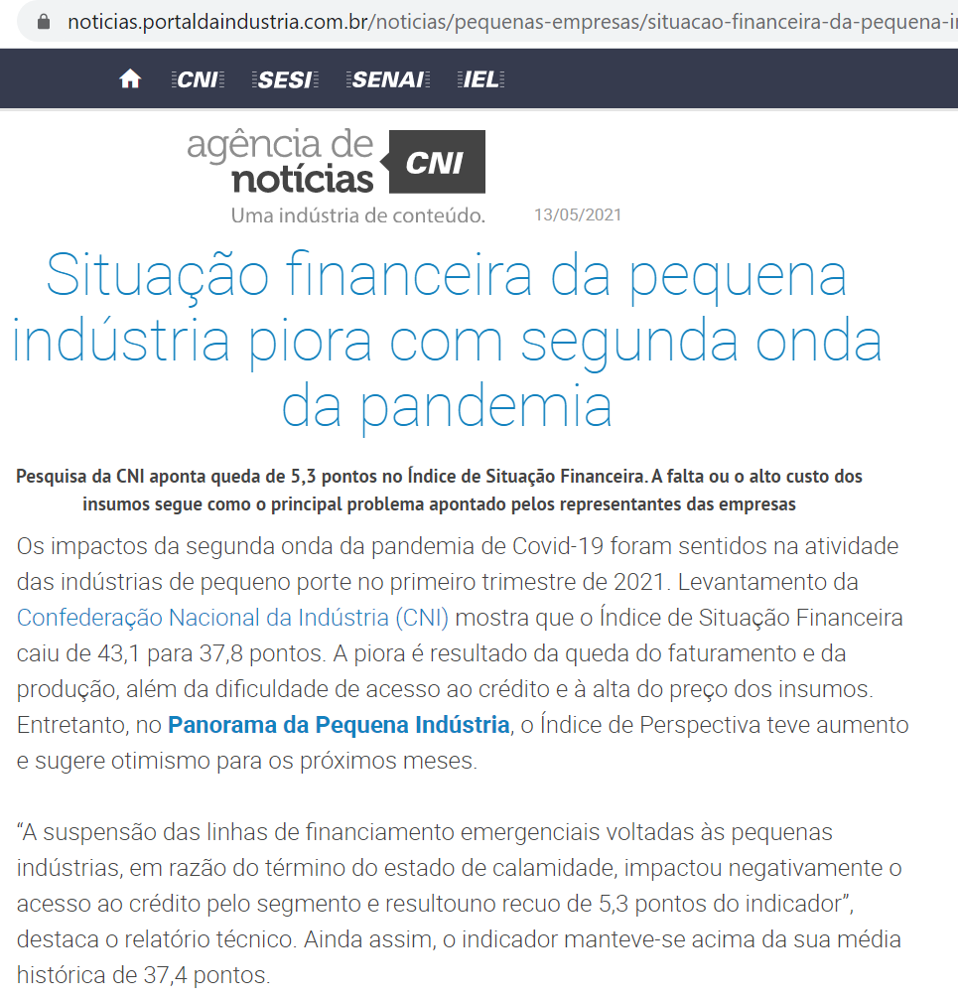 noticias.portaldaindustria.com.br/noticias/pequenas-empresas/situacao-financeira-da-pequena-i
CNI SESI SENAI IEL
agência de
notícias CNI
Uma indústria de conteúdo. 13/05/2021
Situação financeira da pequena
indústria piora com segunda onda
da pandemia
Pesquisa da CNI aponta queda de 5,3 pontos no Índice de Situação Financeira. A falta ou o alto custo dos
insumos segue como o principal problema apontado pelos representantes das empresas
Os impactos da segunda onda da pandemia de Covid-19 foram sentidos na atividade
das indústrias de pequeno porte no primeiro trimestre de 2021. Levantamento da
Confederação Nacional da Indústria (CNI) mostra que o Índice de Situação Financeira
caiu de 43,1 para 37,8 pontos. A piora é resultado da queda do faturamento e da
produção, além da dificuldade de acesso ao crédito e à alta do preço dos insumos.
Entretanto, no Panorama da Pequena Indústria, o Índice de Perspectiva teve aumento
e sugere otimismo para os próximos meses.
“A suspensão das linhas de financiamento emergenciais voltadas às pequenas
indústrias, em razão do término do estado de calamidade, impactou negativamente o
acesso ao crédito pelo segmento e resultouno recuo de 5,3 pontos do indicador”,
destaca o relatório técnico. Ainda assim, o indicador manteve-se acima da sua média
histórica de 37,4 pontos.